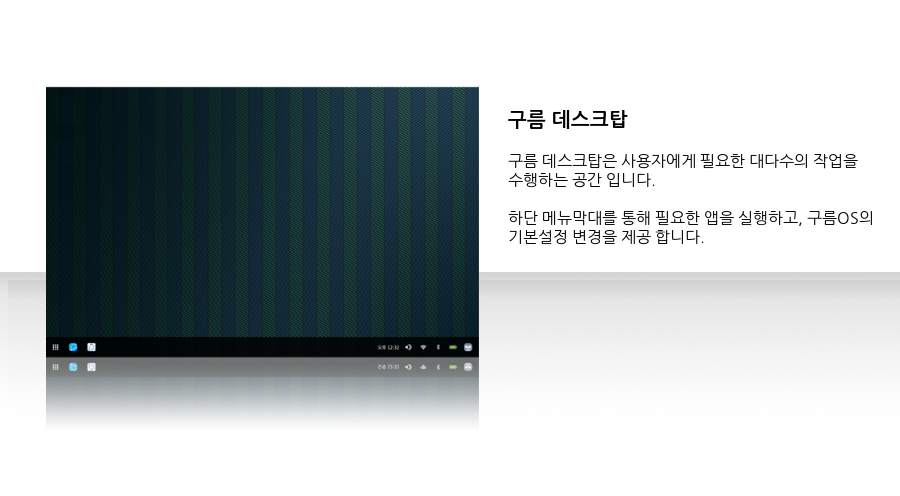 구름 데스크탑
구름 데스크탑은 사용자에게 필요한 대다수의 작업을
수행하는 공간 입니다.
하단 메뉴막대를 통해 필요한 앱을 실행하고, 구름OS의
기본설정 변경을 제공 합니다.
오후 12:31